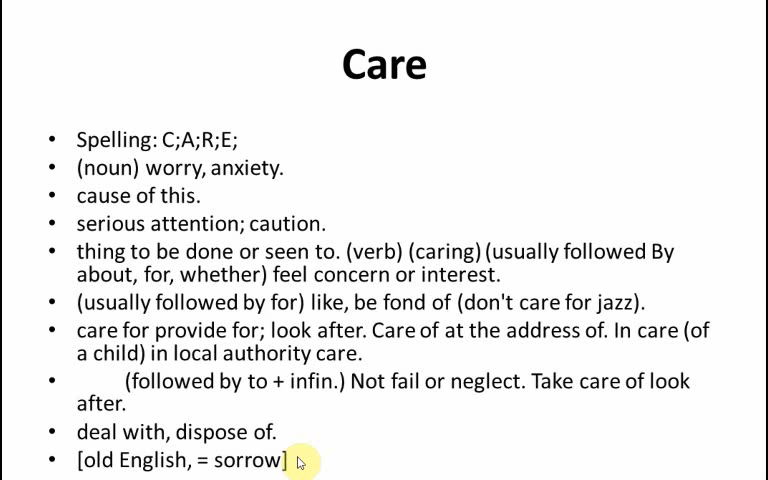 Care
• Spelling: C;A;R;E;
• (noun) worry, anxiety.
• cause of this.
• serious attention; caution.
• thing to be done or seen to. (verb) (caring) (usually followed By
about, for, whether) feel concern or interest.
• (usually followed by for) like, be fond of (don't care for jazz).
• care for provide for; look after. Care of at the address of. In care (of
a child) in local authority care.
• (followed by to + infin.) Not fail or neglect. Take care of look
after.
• deal with, dispose of.
• [old English, = sorrow]